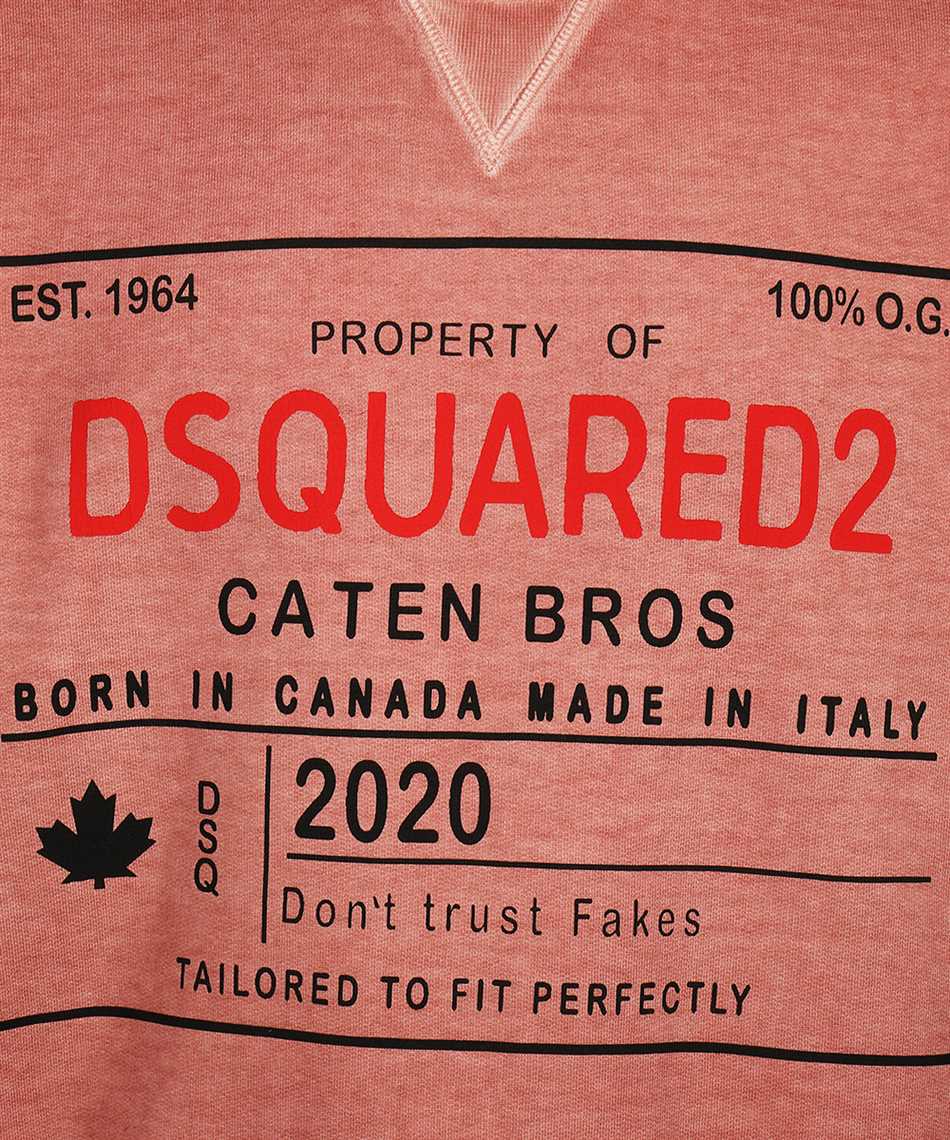 EST. 1964
100% O.G.
PROPERTY OF
DSQUARED2
CATEN BROS
BORN IN CANADA MADE IN ITALY
DSQ
2020
Don't trust Fakes
TAILORED TO FIT PERFECTLY